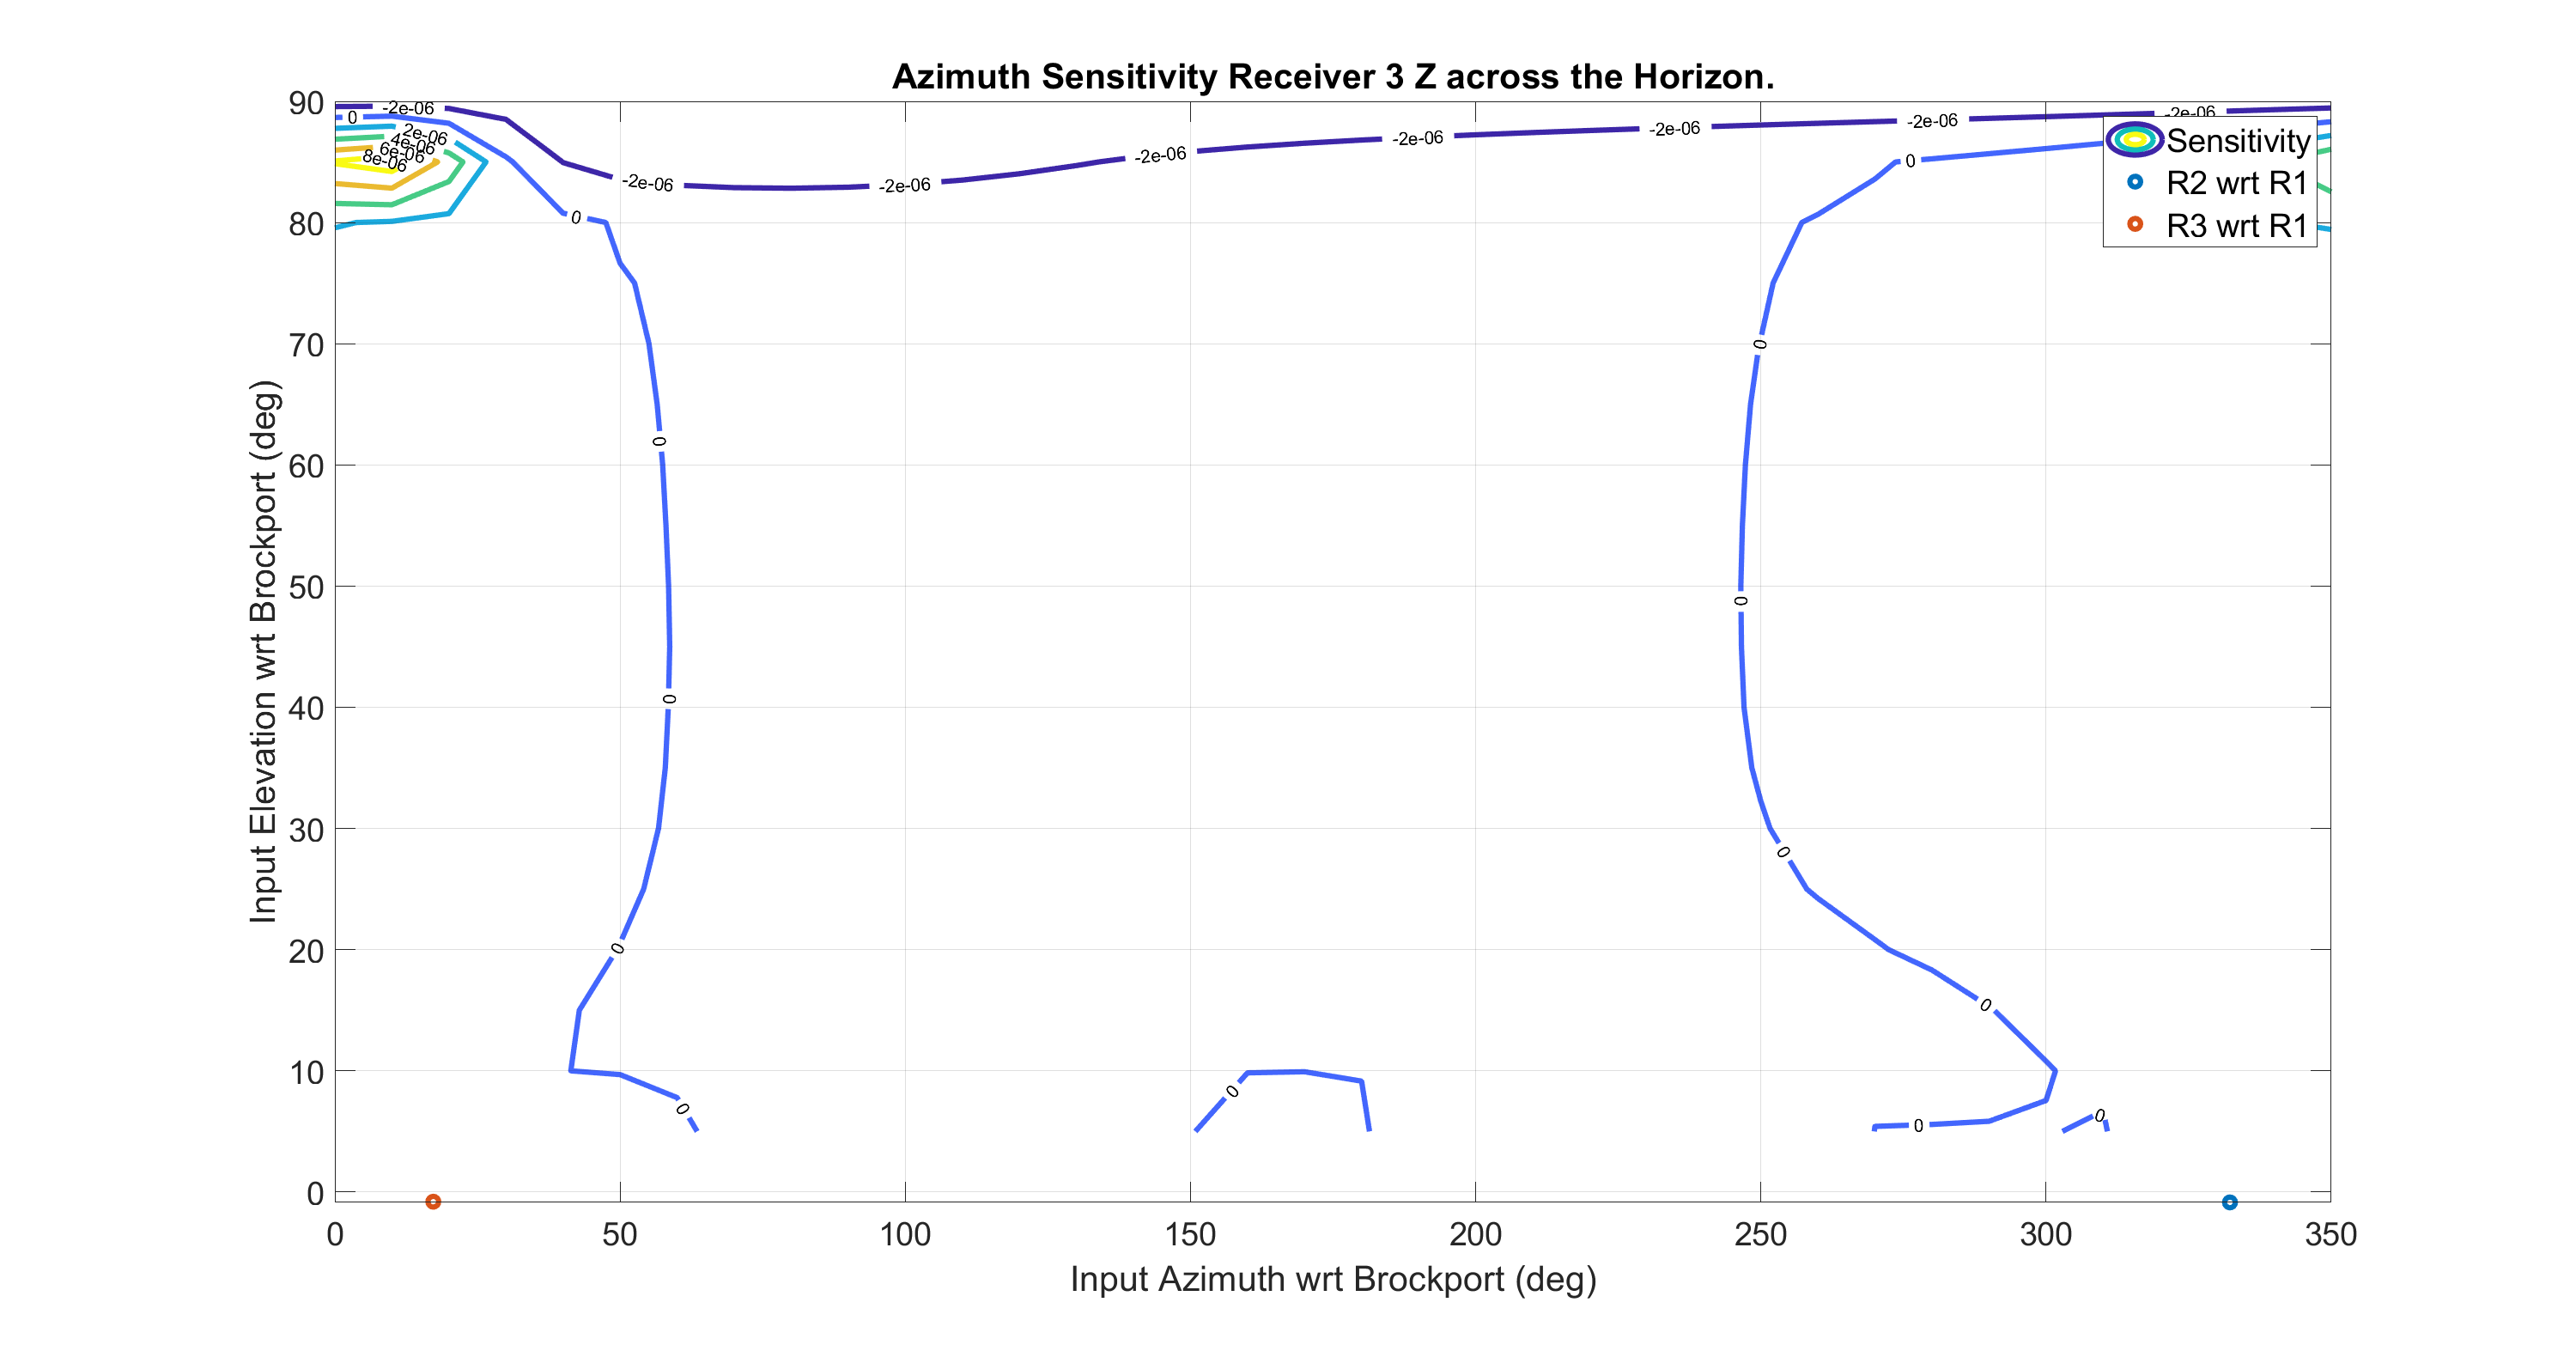 Azimuth Sensitivity Receiver 3 Z across the Horizon.
90
80
70
60
50
40
30
20
10
0
Input Elevation wrt Brockport (deg)
-2e-06
0
2e-06
4e-06
6e-06
8e-06
-2e-06
-2e-06
-2e-06
-2e-06
-2e-06
-2e-06
-2e-06
0
0
0
0
0
0
0
0
0
0
0
0
0
0
Sensitivity
R2 wrt R1
R3 wrt R1
0
50
100
150
200
250
300
350
Input Azimuth wrt Brockport (deg)